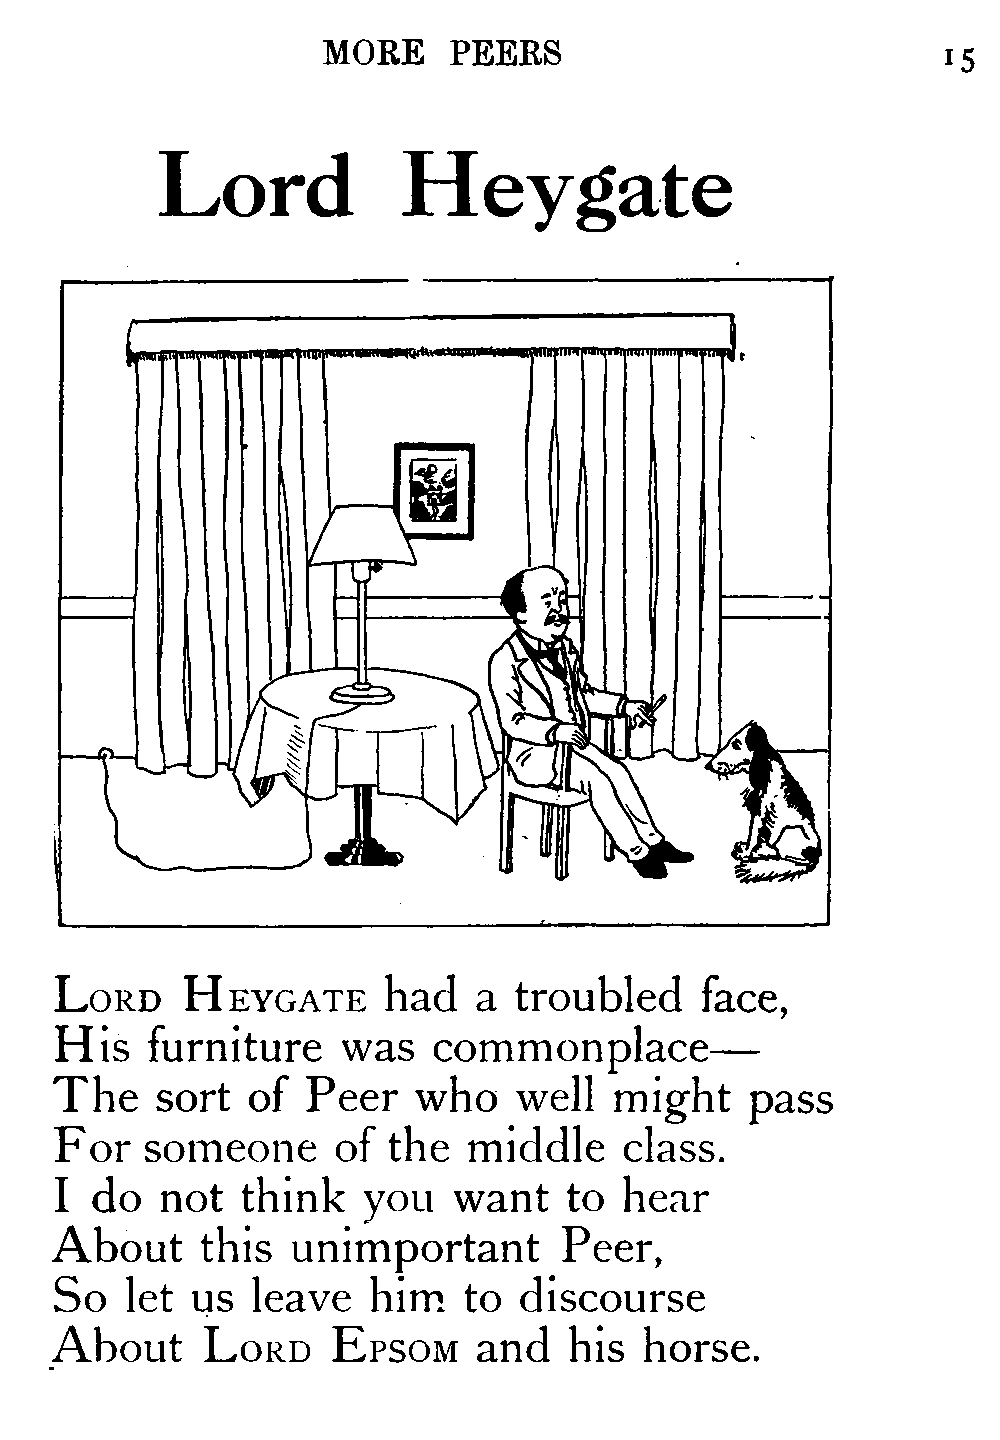 MORE PEERS 15
Lord Heygate
LORD HEYGATE had a troubled face,
His furniture was commonplace—
The sort of Peer who well might pass
For someone of the middle class.
I do not think you want to hear
About this unimportant Peer,
So let us leave him to discourse
About LORD EPSOM and his horse.